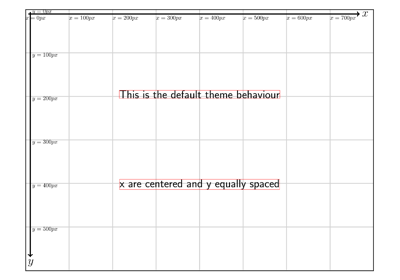 y = 0px
x = 0px x = 100px x = 200px x = 300px x = 400px x = 500px x = 600px x = 700px x
y = 100px
This is the default theme behaviour
y = 200px
y = 300px
x are centered and y equally spaced
y = 400px
y = 500px
y